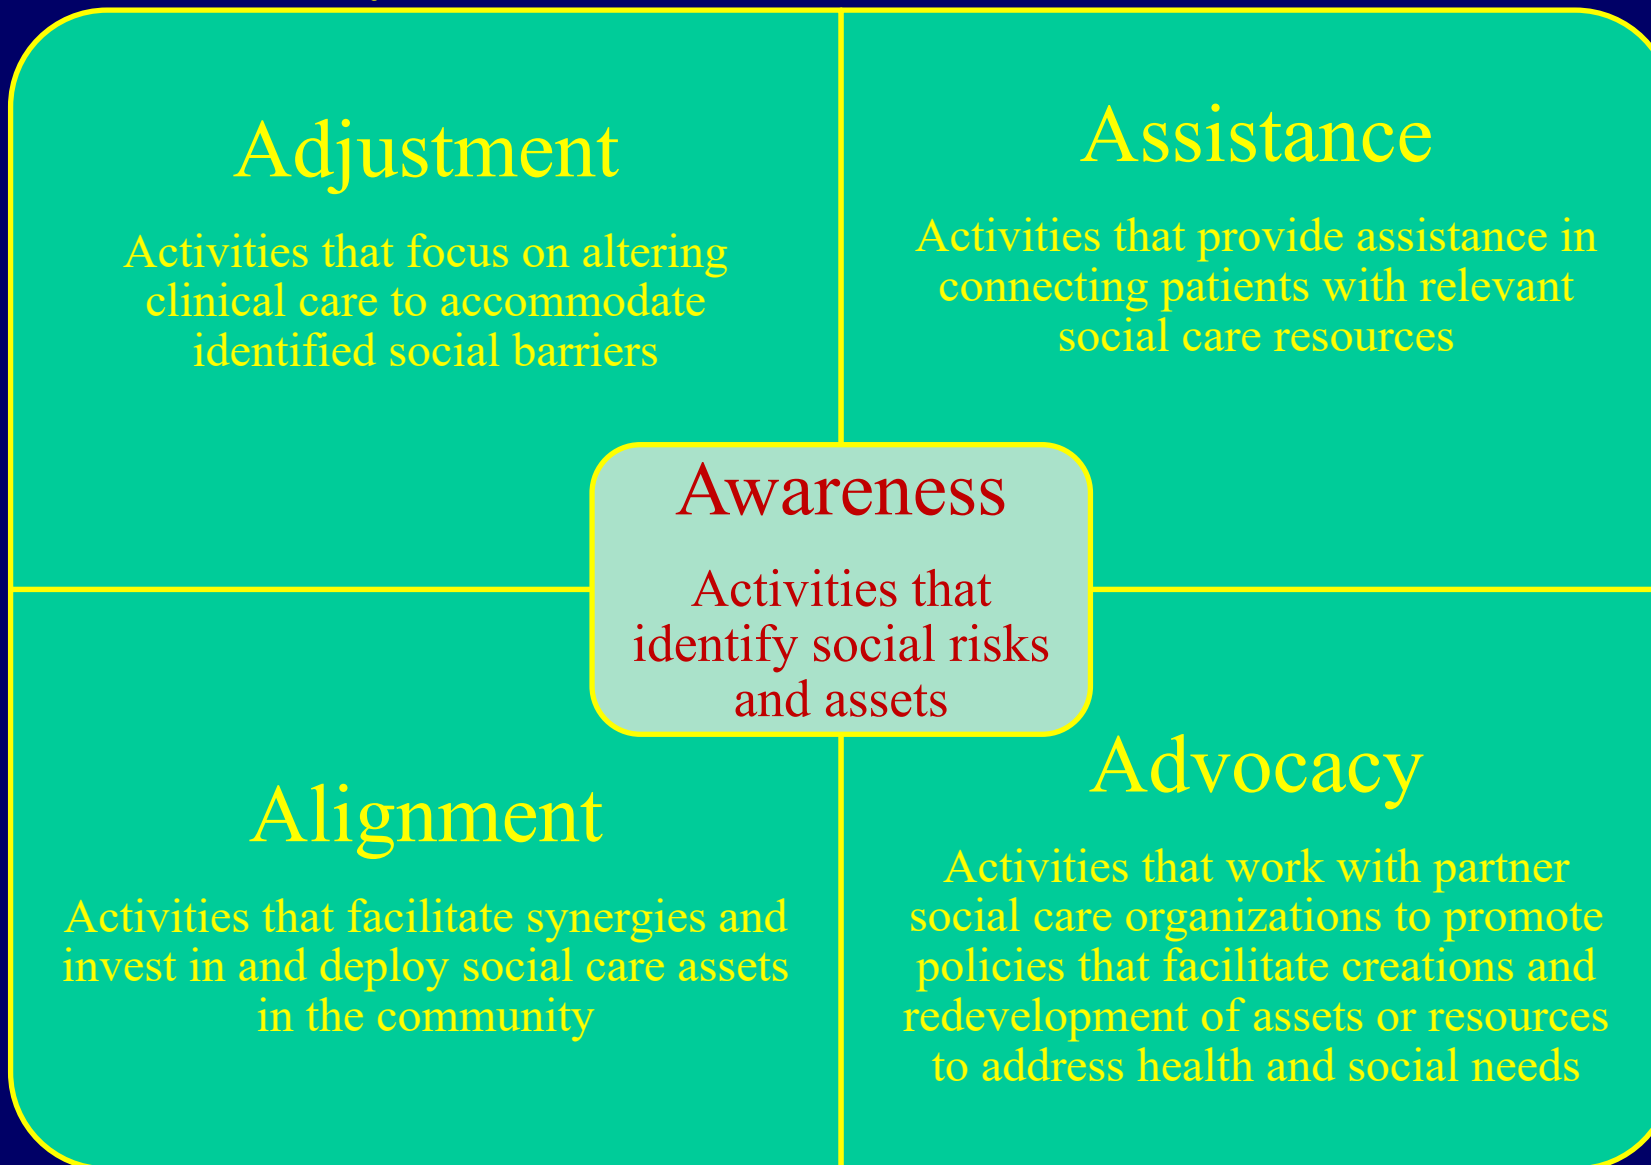 Adjustment
Activities that focus on altering
clinical care to accommodate
identified social barriers
Assistance
Activities that provide assistance in
connecting patients with relevant
social care resources
Awareness
Activities that
identify social risks
and assets
Alignment
Activities that facilitate synergies and
invest in and deploy social care assets
in the community
Advocacy
Activities that work with partner
social care organizations to promote
policies that facilitate creations and
redevelopment of assets or resources
to address health and social needs